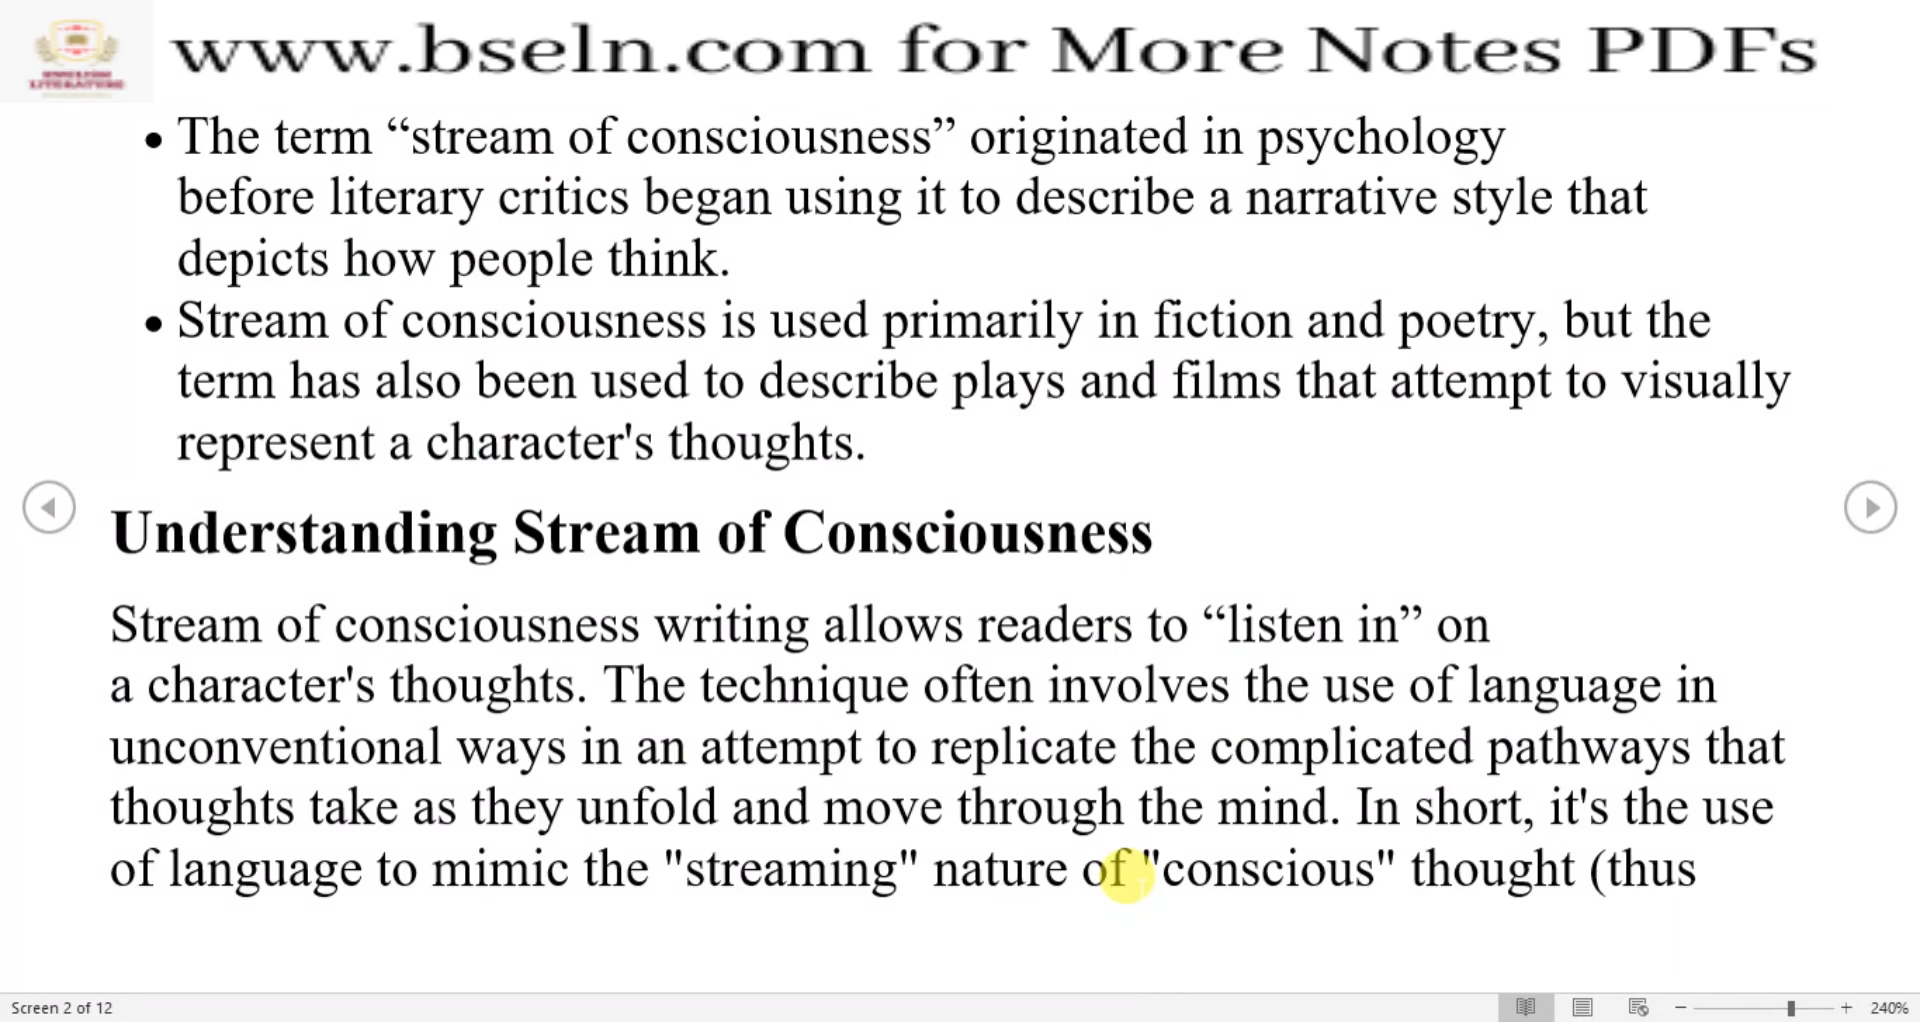 www.bseln.com for More Notes PDFs
• The term “stream of consciousness” originated in psychology
before literary critics began using it to describe a narrative style that
depicts how people think.
• Stream of consciousness is used primarily in fiction and poetry, but the
term has also been used to describe plays and films that attempt to visually
represent a character's thoughts.
Understanding Stream of Consciousness
Stream of consciousness writing allows readers to “listen in” on
a character's thoughts. The technique often involves the use of language in
unconventional ways in an attempt to replicate the complicated pathways that
thoughts take as they unfold and move through the mind. In short, it's the use
of language to mimic the "streaming" nature of "conscious" thought (thus
Screen 2 of 12
240%